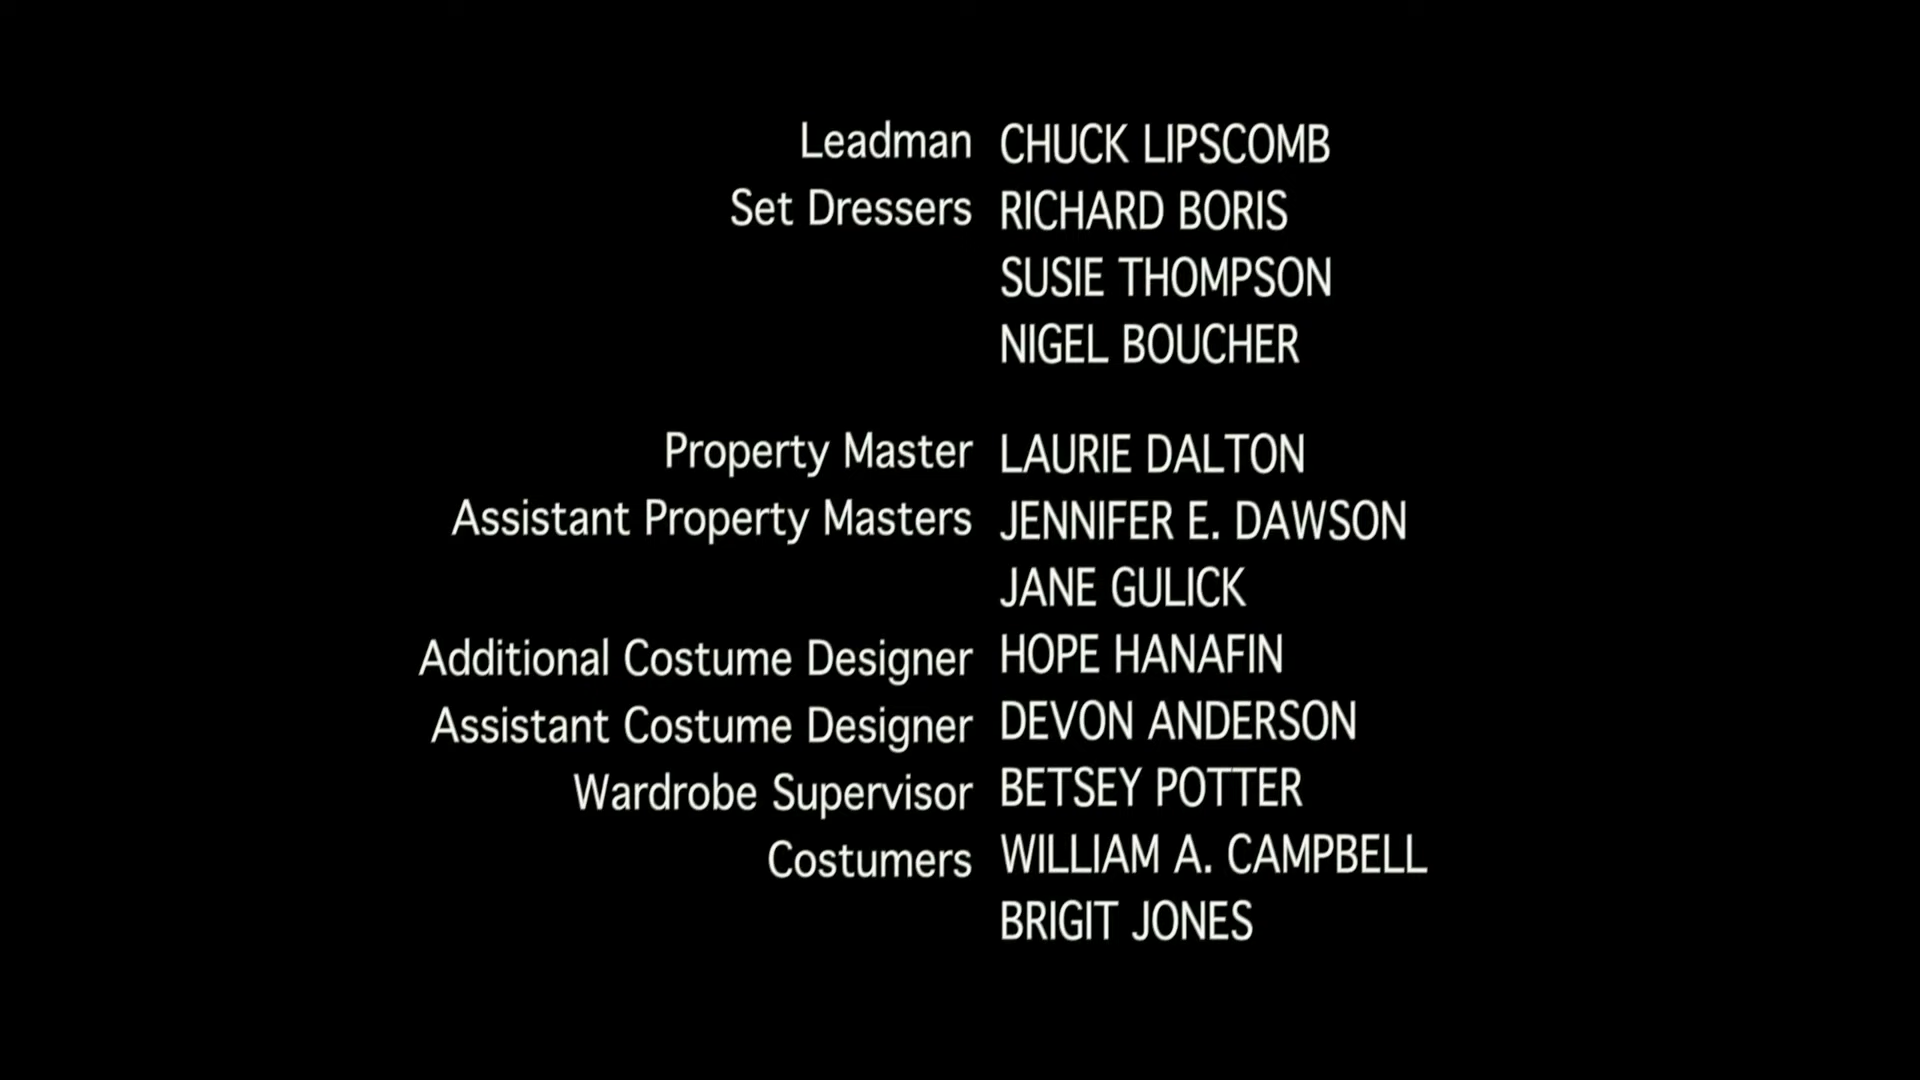 Leadman CHUCK LIPSCOMB
Set Dressers RICHARD BORIS
SUSIE THOMPSON
NIGEL BOUCHER
Property Master LAURIE DALTON
Assistant Property Masters JENNIFER E. DAWSON
JANE GULICK
Additional Costume Designer HOPE HANAFIN
Assistant Costume Designer DEVON ANDERSON
Wardrobe Supervisor BETSEY POTTER
Costumers WILLIAM A. CAMPBELL
BRIGIT JONES